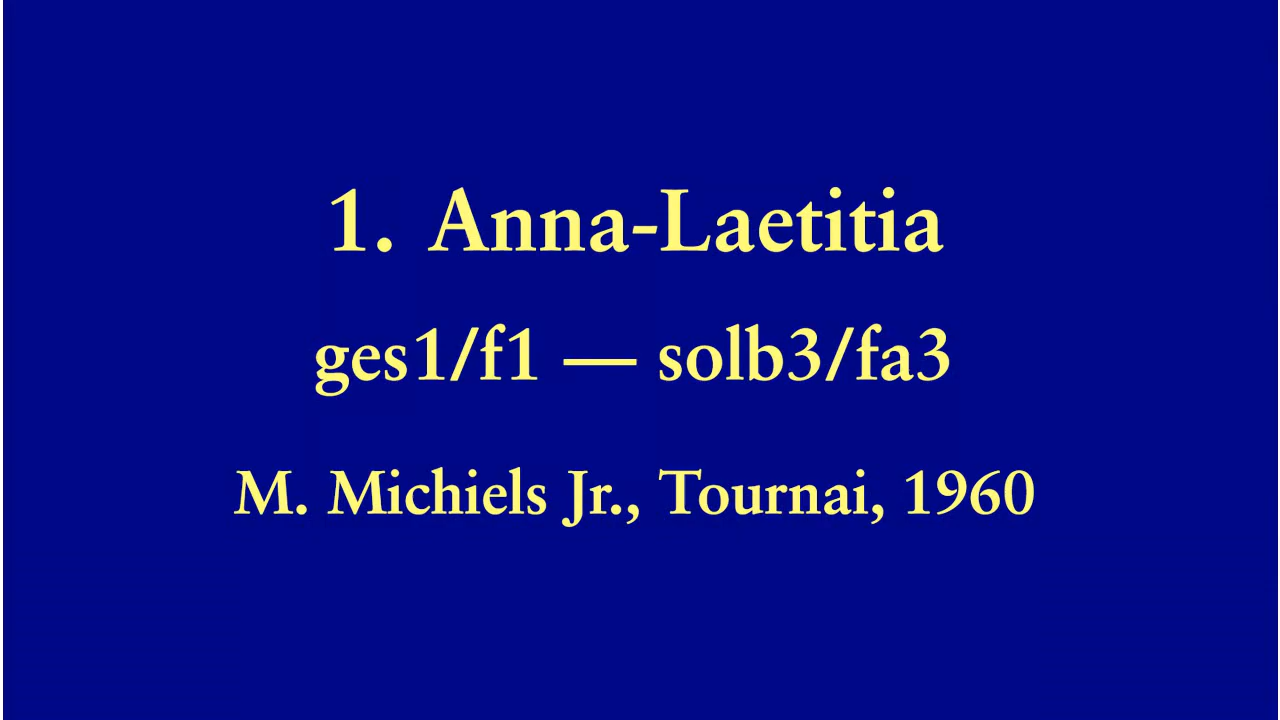 1. Anna-Laetitia
ges1/f1 — solb3/fa3
M. Michiels Jr., Tournai, 1960